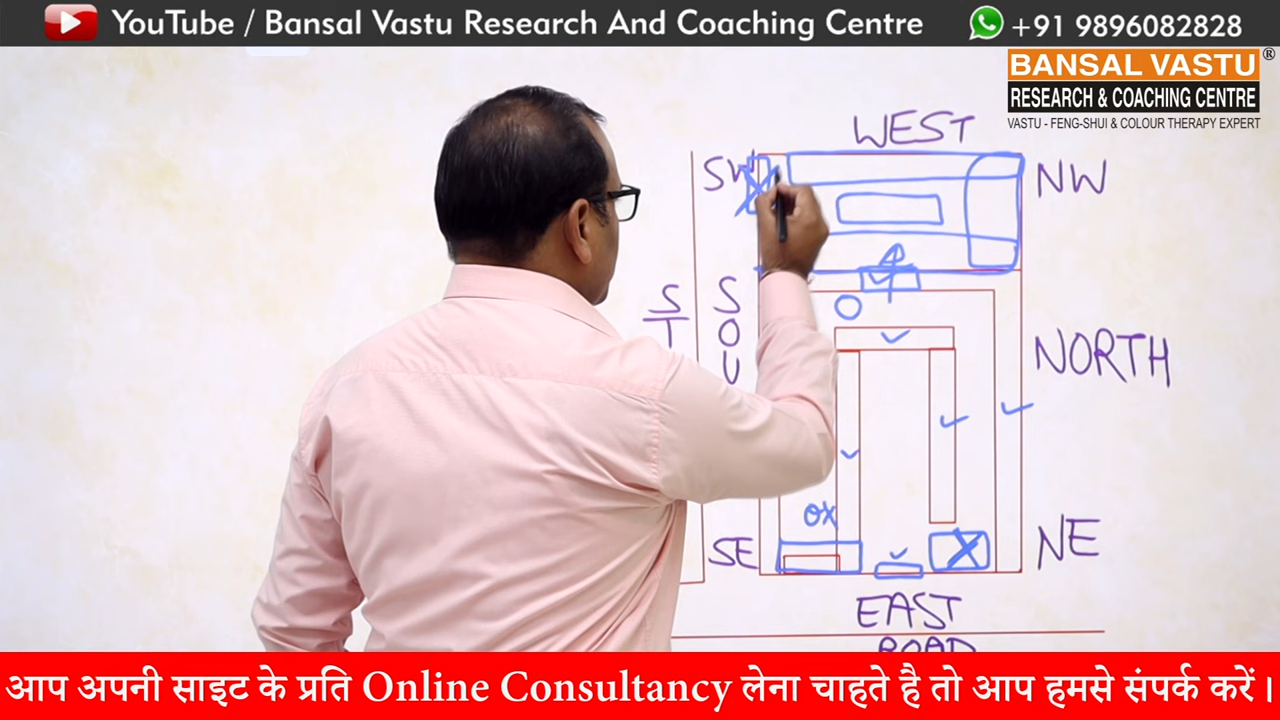 YouTube / Bansal Vastu Research And Coaching Centre
+91 9896082828
BANSAL VASTU ®
RESEARCH & COACHING CENTRE
VASTU - FENG-SHUI & COLOUR THERAPY EXPERT
WEST
SW
NW
S
T
S
O
U
NORTH
OX
SE
NE
EAST
ROAD
आप अपनी साइट के प्रति Online Consultancy लेना चाहते है तो आप हमसे संपर्क करें।